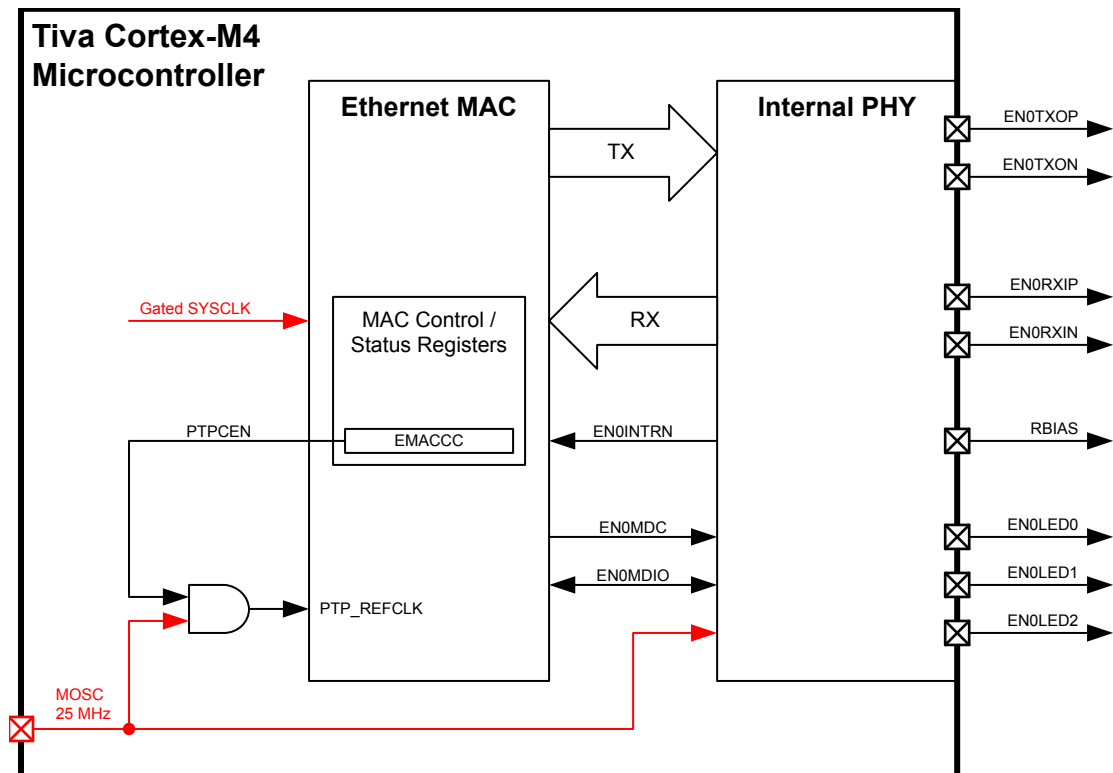 Tiva Cortex-M4
Microcontroller
Ethernet MAC
Internal PHY
TX
EN0TXOP
EN0TXON
Gated SYSCLK
MAC Control /
Status Registers
RX
EN0RXIP
EN0RXIN
PTPCEN
EMACCC
EN0INTRN
RBIAS
EN0MDC
EN0LED0
EN0MDIO
EN0LED1
PTP_REFCLK
EN0LED2
MOSC
25 MHz